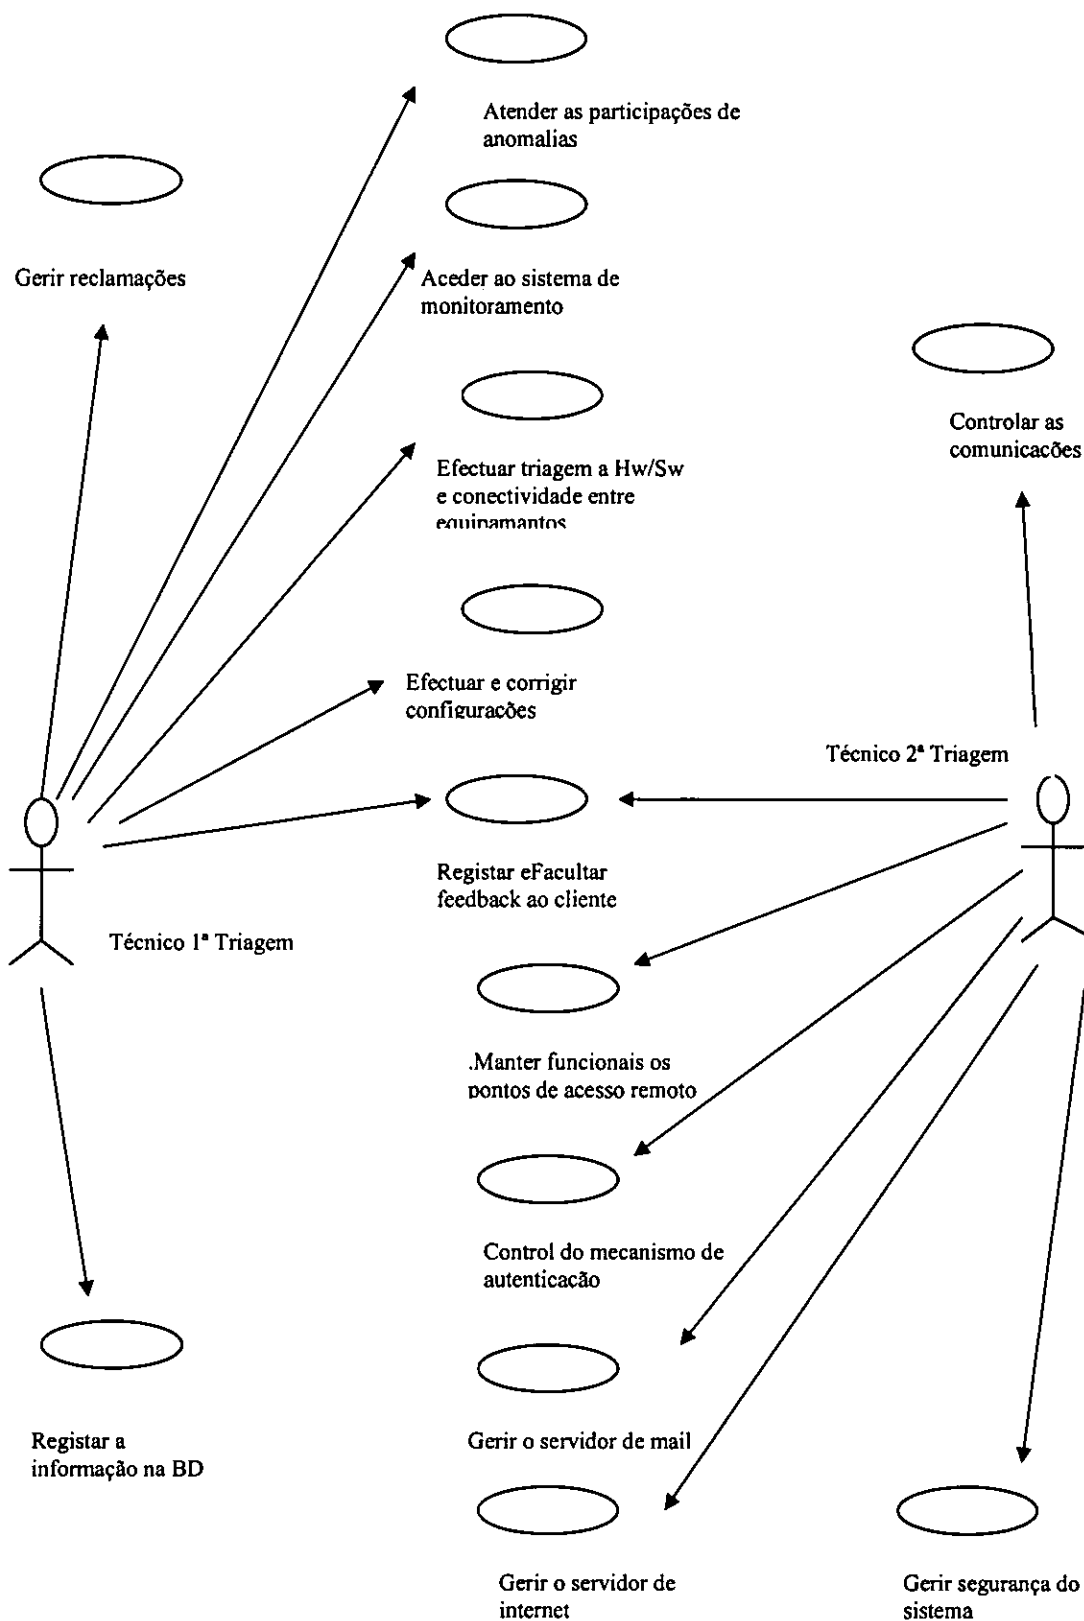 Atender as participações de
anomalias
Gerir reclamações
Aceder ao sistema de
monitoramento
Controlar as
comunicacões
Efectuar triagem a Hw/Sw
e conectividade entre
equinamantos
Efectuar e corrigir
configuracões
Técnico 2ª Triagem
Registar eFacultar
feedback ao cliente
Técnico 1ª Triagem
.Manter funcionais os
pontos de acesso remoto
Control do mecanismo de
autenticacão
Registar a
informação na BD
Gerir o servidor de mail
Gerir o servidor de
internet
Gerir segurança do
sistema